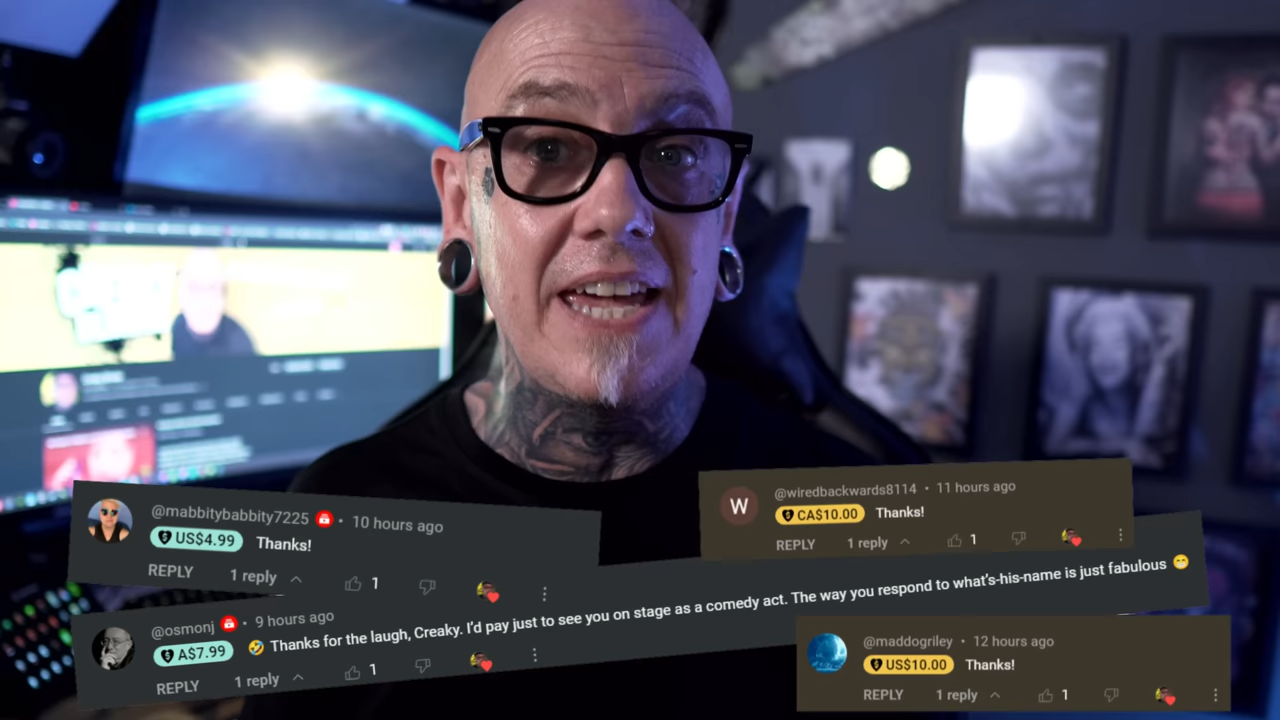 @mabbitybabbity7225 • 10 hours ago
US$4.99 Thanks!
REPLY 1 reply 1
@wiredbackwards8114 • 11 hours ago
W
CA$10.00 Thanks!
REPLY 1 reply 1
@osmonj • 9 hours ago
A$7.99 🤣 Thanks for the laugh, Creaky. I'd pay just to see you on stage as a comedy act. The way you respond to what's-his-name is just fabulous 😁
REPLY 1 reply 1
@maddogriley • 12 hours ago
US$10.00 Thanks!
REPLY 1 reply 1